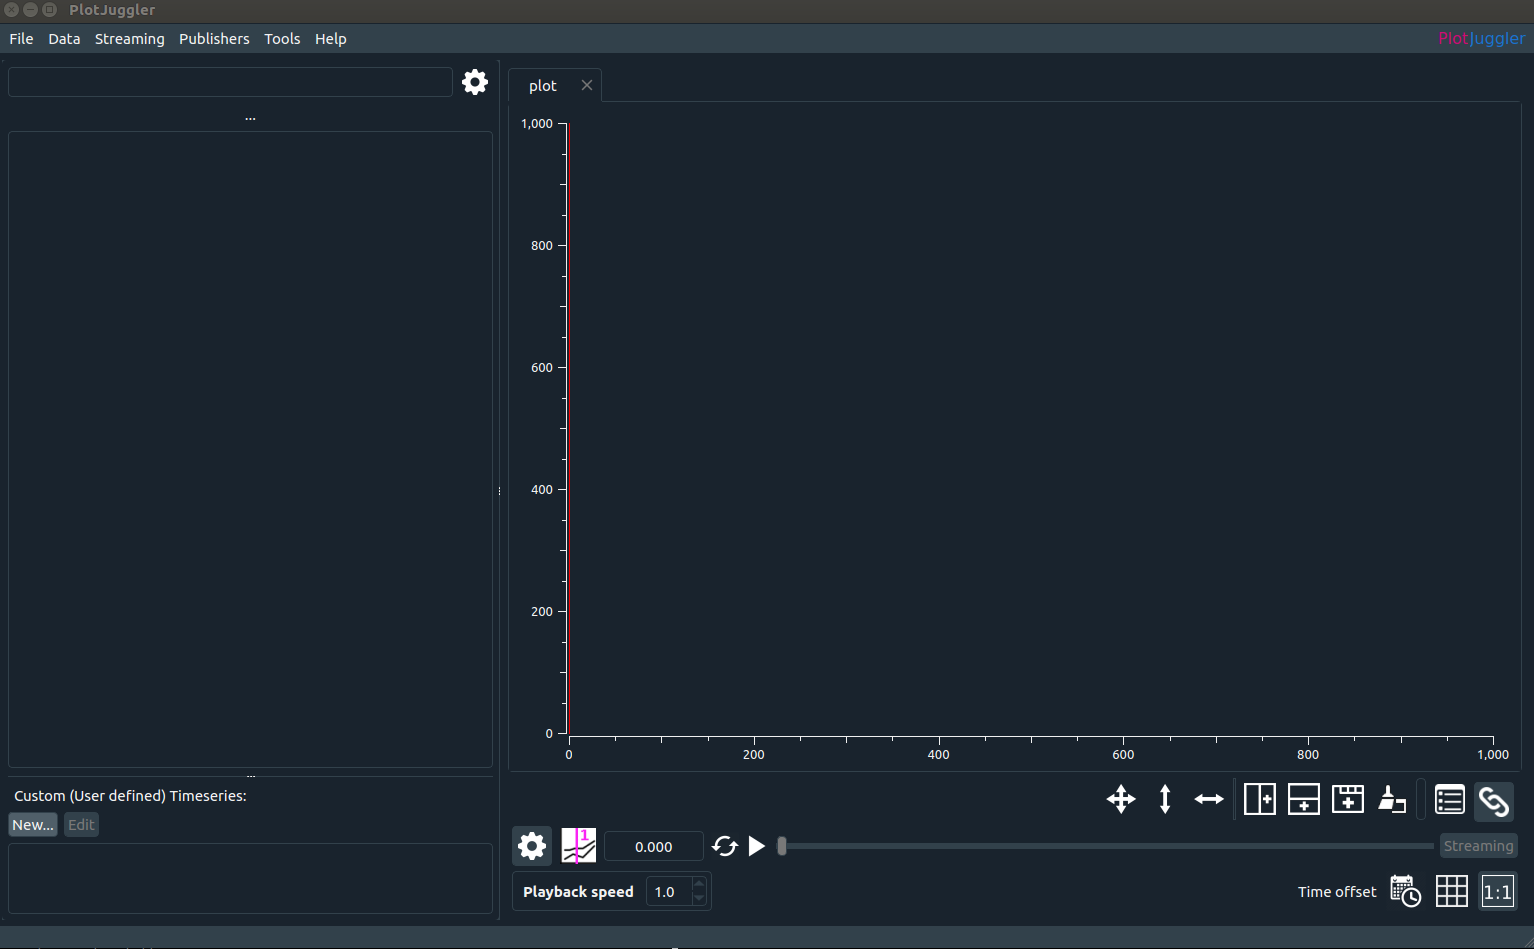 PlotJuggler
File Data Streaming Publishers Tools Help
PlotJuggler
...
plot
1,000
800
600
400
200
0
0 200 400 600 800 1,000
Custom (User defined) Timeseries:
New... Edit
1
0.000
Streaming
Playback speed 1.0
Time offset
1:1